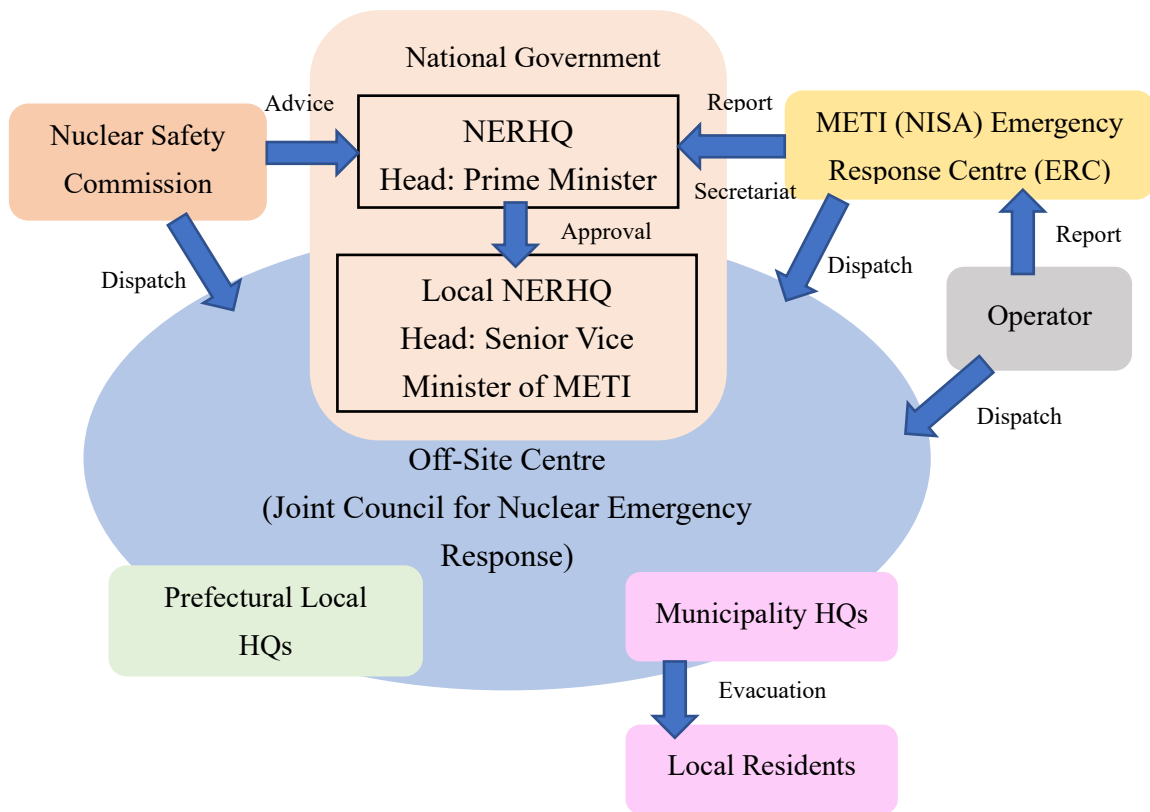 National Government
Advice
Report
Nuclear Safety
Commission
NERHQ
Head: Prime Minister
METI (NISA) Emergency
Response Centre (ERC)
Secretariat
Approval
Report
Dispatch
Dispatch
Local NERHQ
Head: Senior Vice
Minister of METI
Operator
Dispatch
Off-Site Centre
(Joint Council for Nuclear Emergency
Response)
Prefectural Local
HQs
Municipality HQs
Evacuation
Local Residents